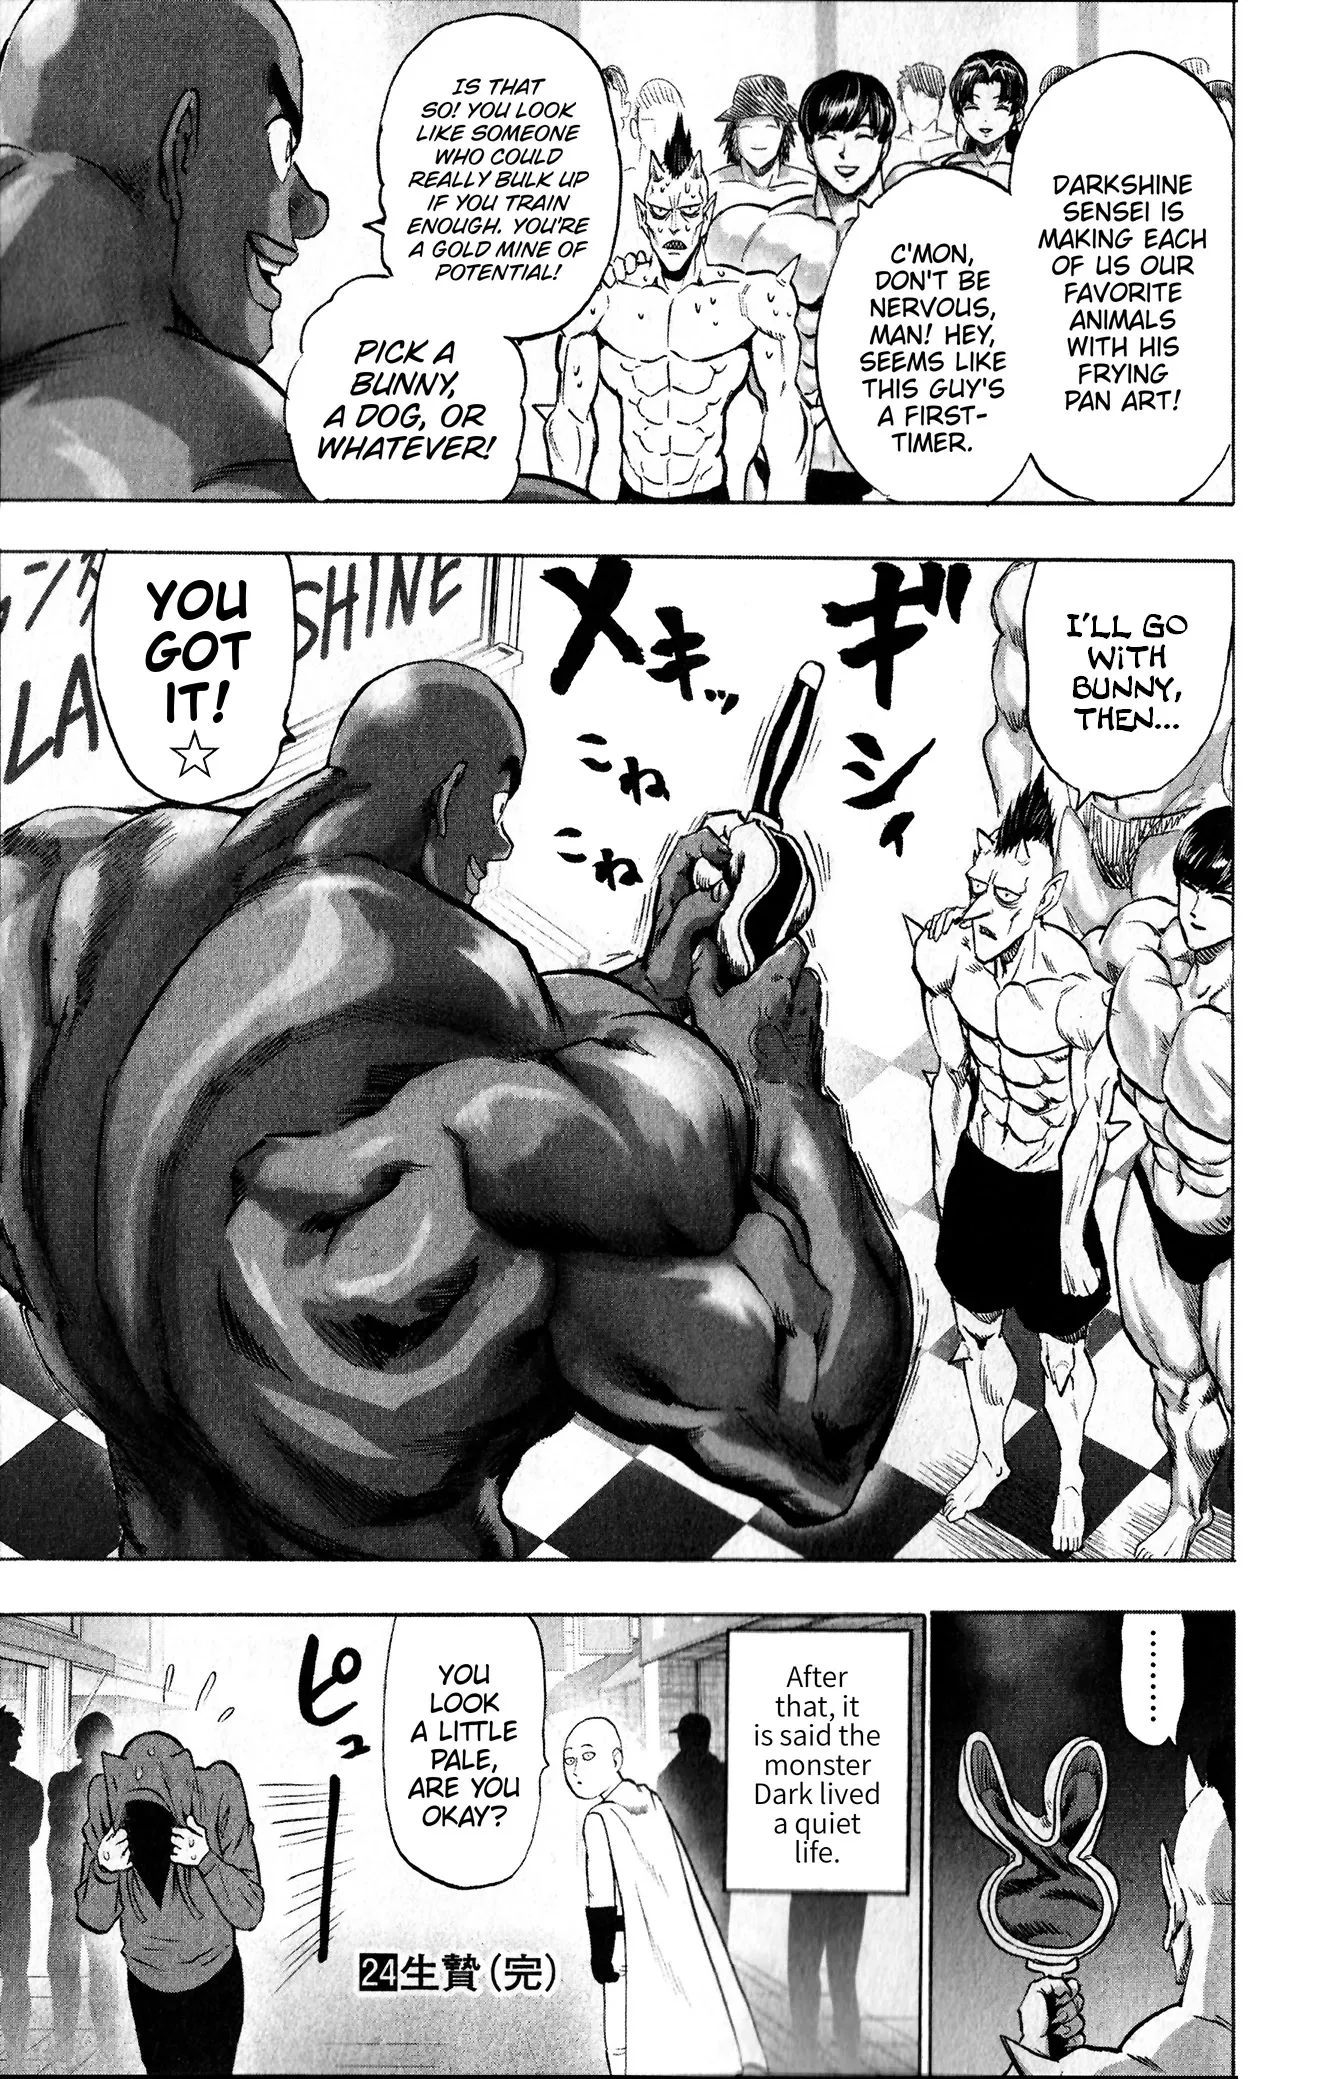 DARKSHINE
SENSEI IS
MAKING EACH
OF US OUR
FAVORITE
ANIMALS
WITH HIS
FRYING
PAN ART!
C'MON,
DON'T BE
NERVOUS,
MAN! HEY,
SEEMS LIKE
THIS GUY'S
A FIRST-
TIMER.
IS THAT
SO! YOU LOOK
LIKE SOMEONE
WHO COULD
REALLY BULK UP
IF YOU TRAIN
ENOUGH. YOU'RE
A GOLD MINE OF
POTENTIAL!
PICK A
BUNNY,
A DOG, OR
WHATEVER!
I'LL GO
WITH
BUNNY,
THEN...
ギシィ
メキッ
こね
こね
YOU
GOT
IT!
☆
SHINE
LA
.........
After
that, it
is said the
monster
Dark lived
a quiet
life.
YOU
LOOK
A LITTLE
PALE,
ARE YOU
OKAY?
ピュー
24生贄(完)